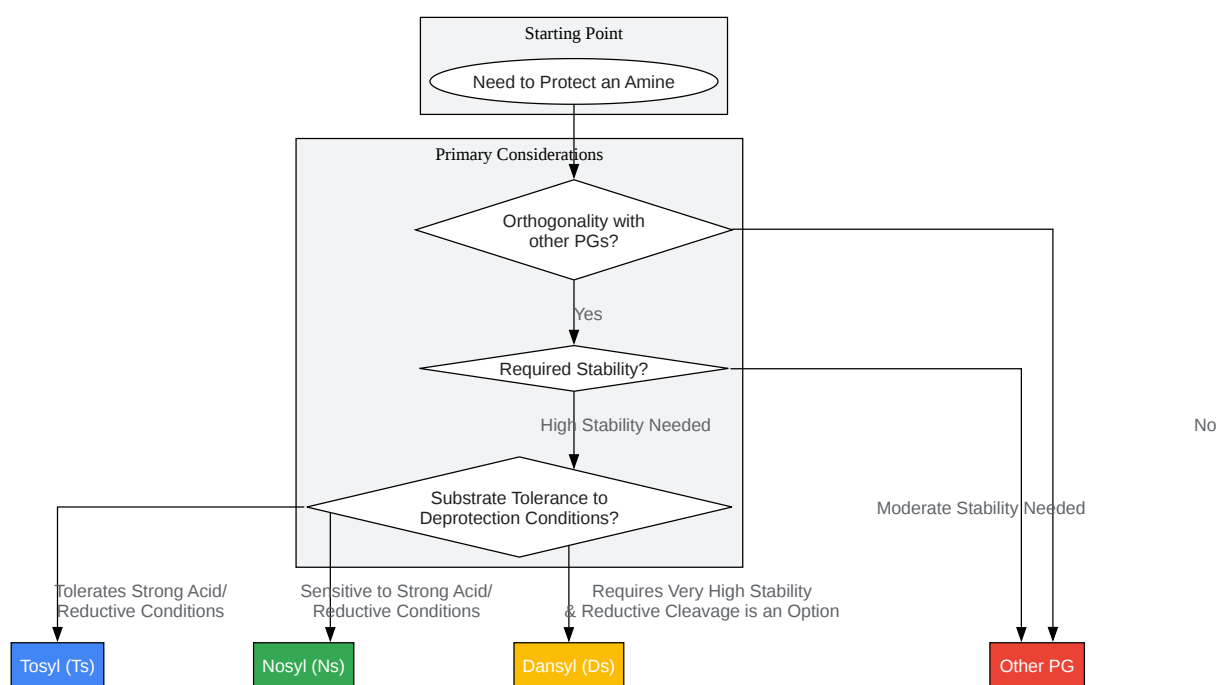 Starting Point
Need to Protect an Amine
Primary Considerations
Orthogonality with
other PGs?
Yes
Required Stability?
High Stability Needed
No
Substrate Tolerance to
Deprotection Conditions?
Moderate Stability Needed
Tolerates Strong Acid/
Reductive Conditions
Sensitive to Strong Acid/
Reductive Conditions
Requires Very High Stability
& Reductive Cleavage is an Option
Tosyl (Ts)
Nosyl (Ns)
Dansyl (Ds)
Other PG